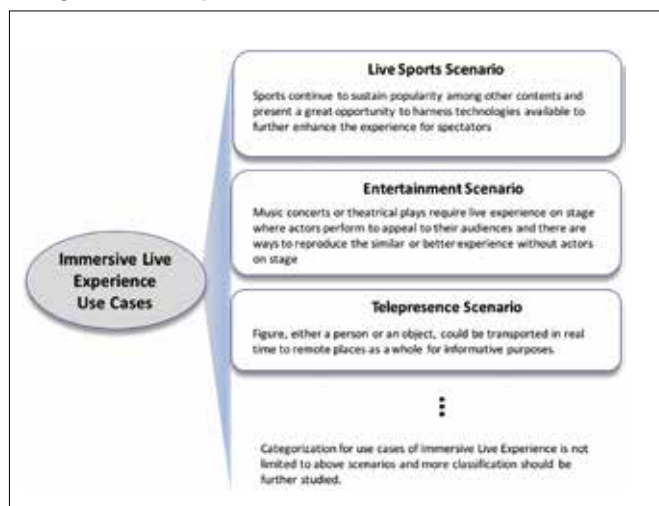 Live Sports Scenario
Sports continue to sustain popularity among other contents and
present a great opportunity to harness technologies available to
further enhance the experience for spectators
Entertainment Scenario
Music concerts or theatrical plays require live experience on stage
where actors perform to appeal to their audiences and there are
ways to reproduce the similar or better experience without actors
on stage
Immersive Live
Experience
Use Cases
Telepresence Scenario
Figure, either a person or an object, could be transported in real
time to remote places as a whole for informative purposes.
Categorization for use cases of Immersive Live Experience is not
limited to above scenarios and more classification should be
further studied.